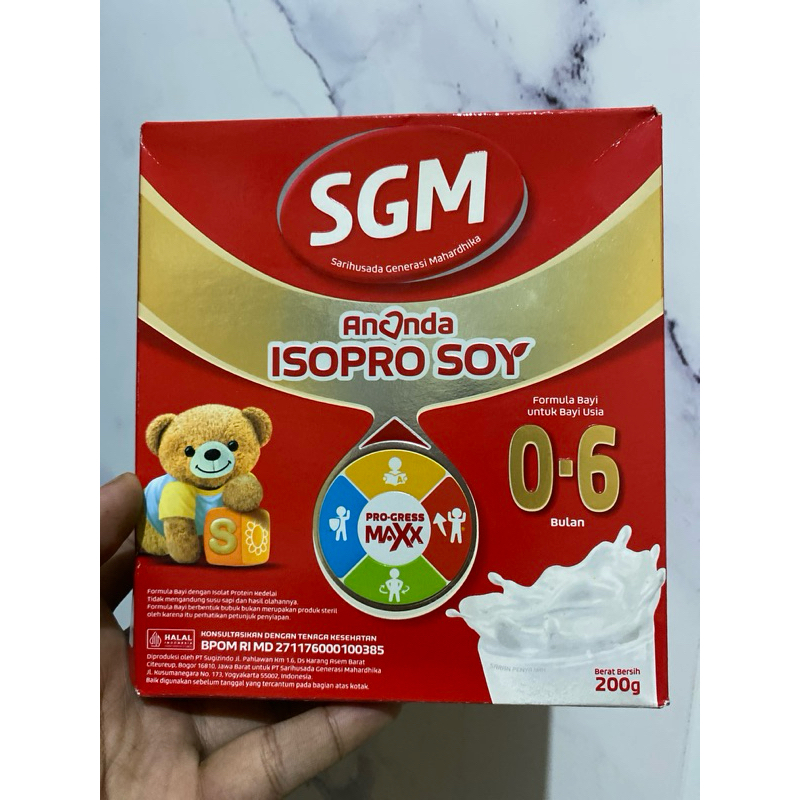 SGM
Sarihusada Generasi Mahardhika
Ananda
ISOPRO SOY
Formula Bayi
untuk Bayi Usia
0-6
Bulan
PRO-GRESS
MAXX
S
Formula Bayi dengan Isolat Protein Kedelai
Tidak mengandung susu sapi dan hasil olahannya.
Formula Bayi berbentuk bubuk bukan merupakan produk steril
oleh karena itu perhatikan petunjuk penyiapan.
HALAL
INDONESIA
KONSULTASIKAN DENGAN TENAGA KESEHATAN
BPOM RI MD 271176000100385
Diproduksi oleh PT Sugizindo Jl. Pahlawan Km 1.6, Ds Karang Asem Barat
Citeureup, Bogor 16810, Jawa Barat untuk PT Sarihusada Generasi Mahardhika
Jl. Kusumanegara No. 173, Yogyakarta 55002, Indonesia.
Baik digunakan sebelum tanggal yang tercantum pada bagian atas kotak.
SARAN PENYAJIAN
Berat Bersih
200g